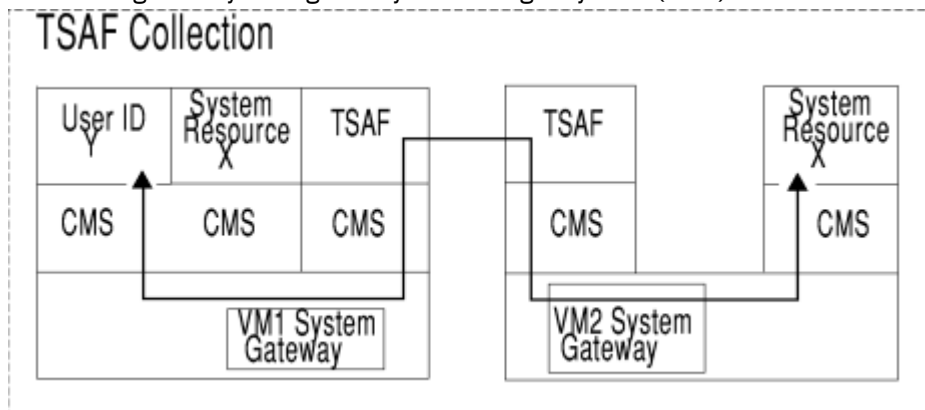 TSAF Collection
User ID
Y
System
Resource
X
TSAF
TSAF
System
Resource
X
CMS
CMS
CMS
CMS
CMS
VM1 System
Gateway
VM2 System
Gateway